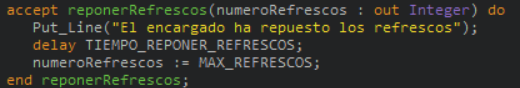 accept reponerRefrescos(numeroRefrescos : out Integer) do
Put_Line("El encargado ha repuesto los refrescos");
delay TIEMPO_REPONER_REFRESCOS;
numeroRefrescos := MAX_REFRESCOS;
end reponerRefrescos;